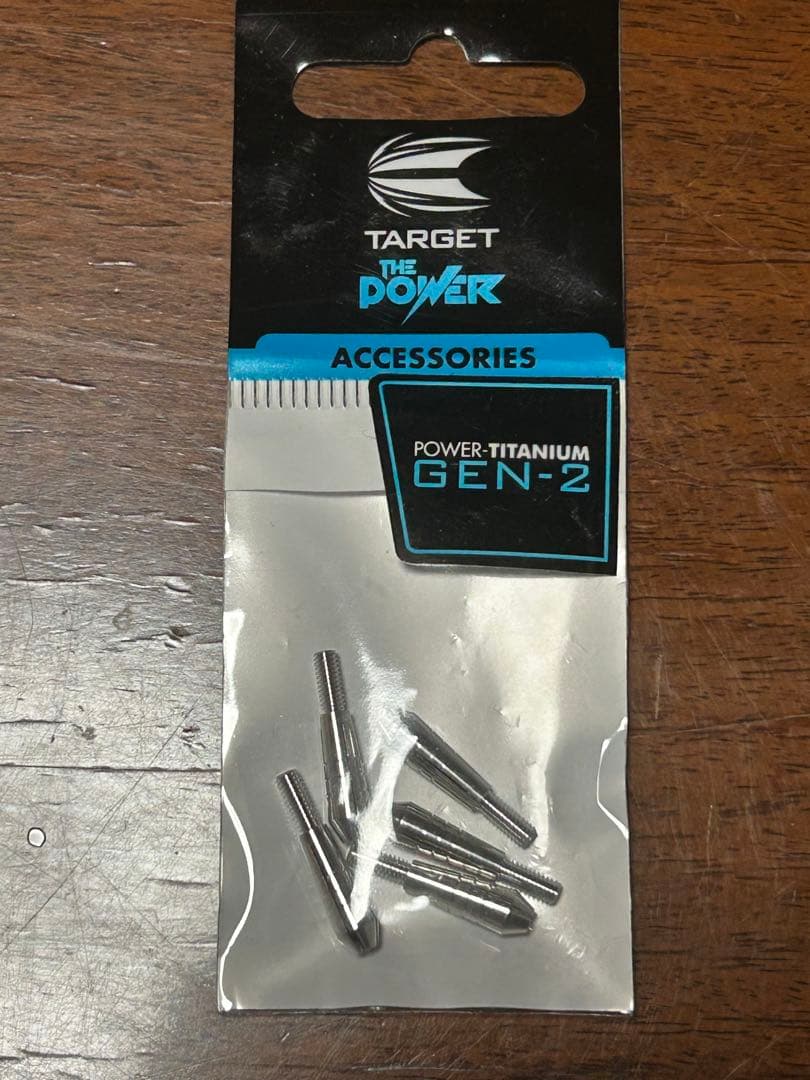 TARGET
THE
POWER
ACCESSORIES
POWER-TITANIUM
GEN-2